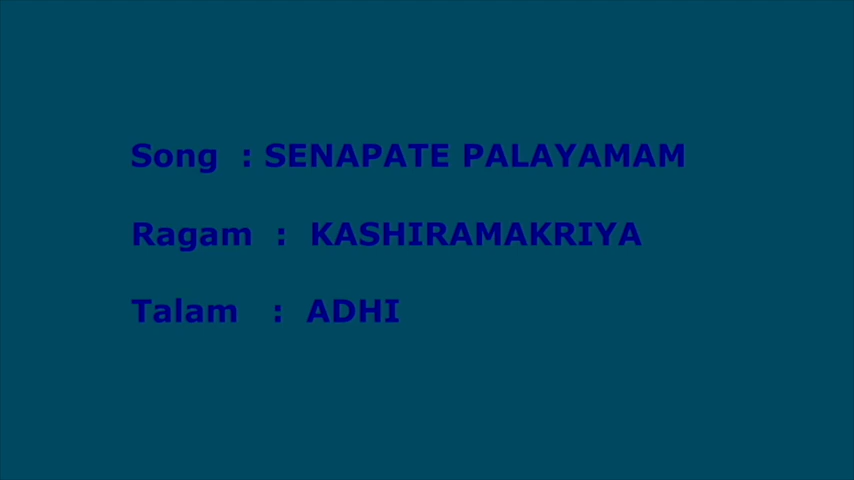 Song : SENAPATE PALAYAMAM
Ragam : KASHIRAMAKRIYA
Talam : ADHI